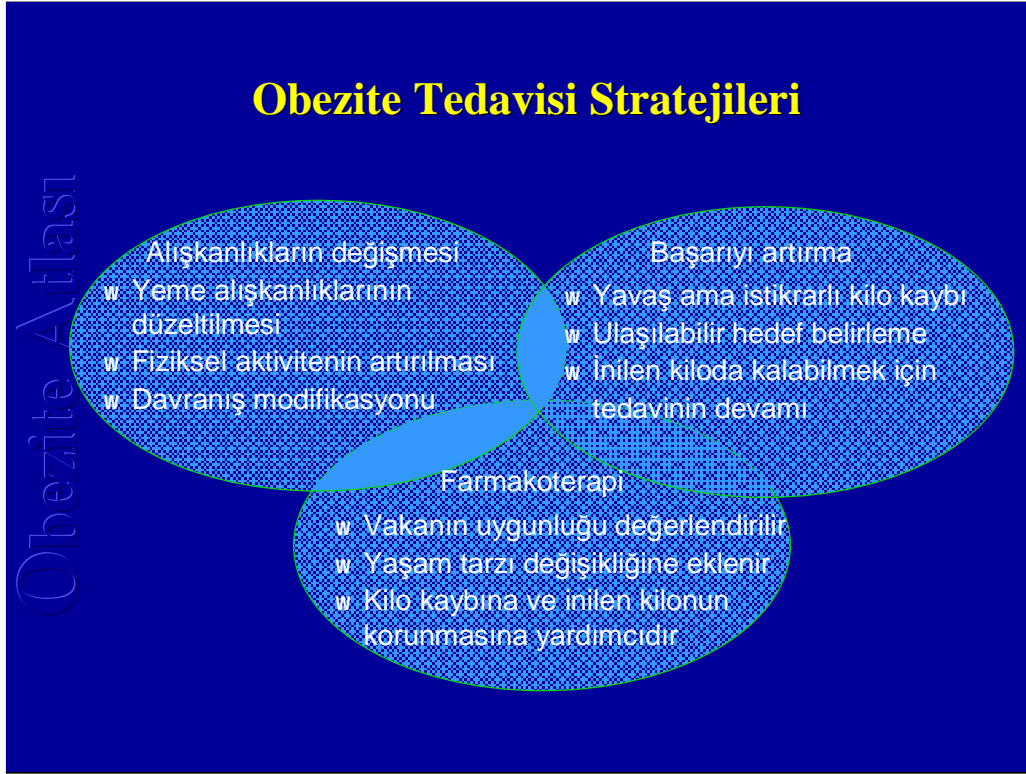 Obezite Tedavisi Stratejileri
Obezite Atlası
Alışkanlıkların değişmesi
w Yeme alışkanlıklarının
düzeltilmesi
w Fiziksel aktivitenin artırılması
w Davranış modifikasyonu
Başarıyı artırma
w Yavaş ama istikrarlı kilo kaybı
w Ulaşılabilir hedef belirleme
w İnilen kiloda kalabilmek için
tedavinin devamı
Farmakoterapi
w Vakanın uygunluğu değerlendirilir
w Yaşam tarzı değişikliğine eklenir
w Kilo kaybına ve inilen kilonun
korunmasına yardımcıdır